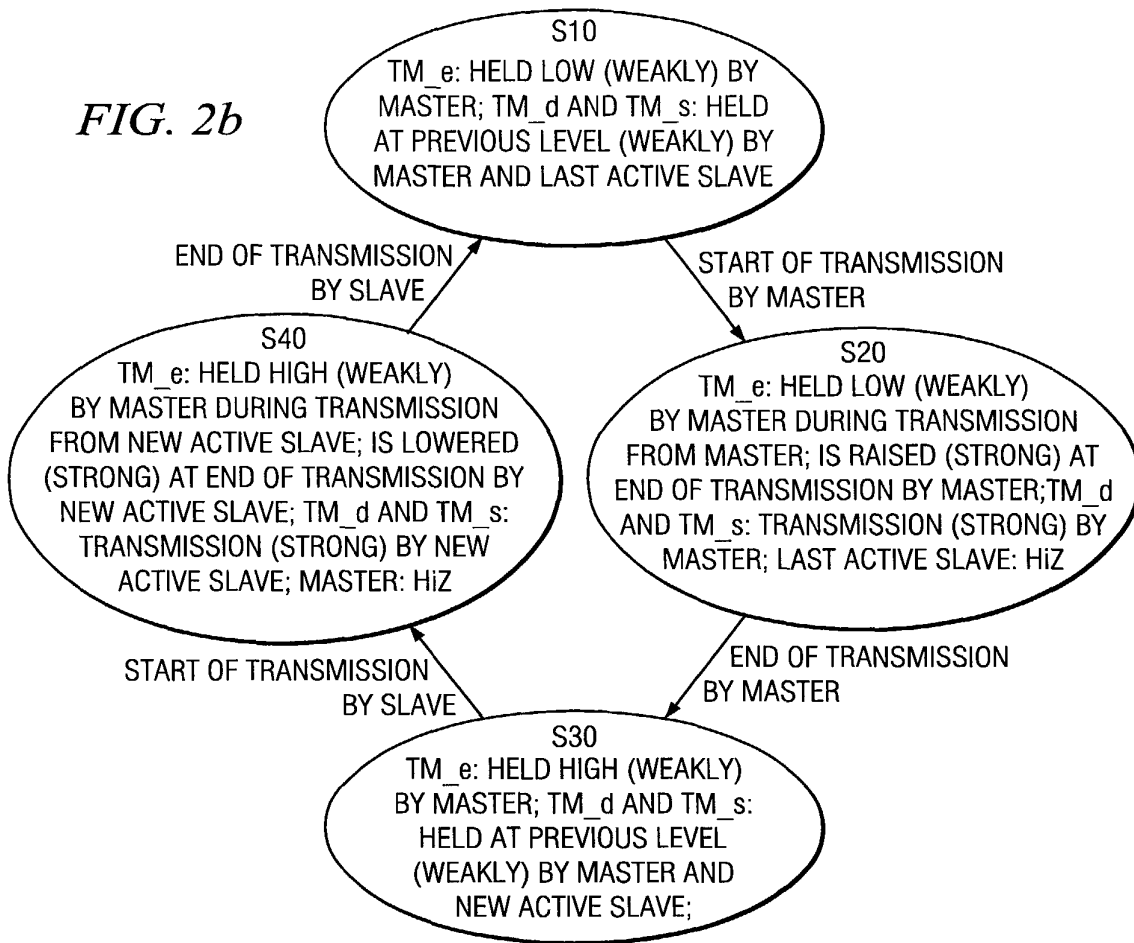 FIG. 2b
S10
TM_e: HELD LOW (WEAKLY) BY
MASTER; TM_d AND TM_s: HELD
AT PREVIOUS LEVEL (WEAKLY) BY
MASTER AND LAST ACTIVE SLAVE
END OF TRANSMISSION
BY SLAVE
START OF TRANSMISSION
BY MASTER
S40
TM_e: HELD HIGH (WEAKLY)
BY MASTER DURING TRANSMISSION
FROM NEW ACTIVE SLAVE; IS LOWERED
(STRONG) AT END OF TRANSMISSION BY
NEW ACTIVE SLAVE; TM_d AND TM_s:
TRANSMISSION (STRONG) BY NEW
ACTIVE SLAVE; MASTER: HiZ
S20
TM_e: HELD LOW (WEAKLY)
BY MASTER DURING TRANSMISSION
FROM MASTER; IS RAISED (STRONG) AT
END OF TRANSMISSION BY MASTER;TM_d
AND TM_s: TRANSMISSION (STRONG) BY
MASTER; LAST ACTIVE SLAVE: HiZ
START OF TRANSMISSION
BY SLAVE
END OF TRANSMISSION
BY MASTER
S30
TM_e: HELD HIGH (WEAKLY)
BY MASTER; TM_d AND TM_s:
HELD AT PREVIOUS LEVEL
(WEAKLY) BY MASTER AND
NEW ACTIVE SLAVE;